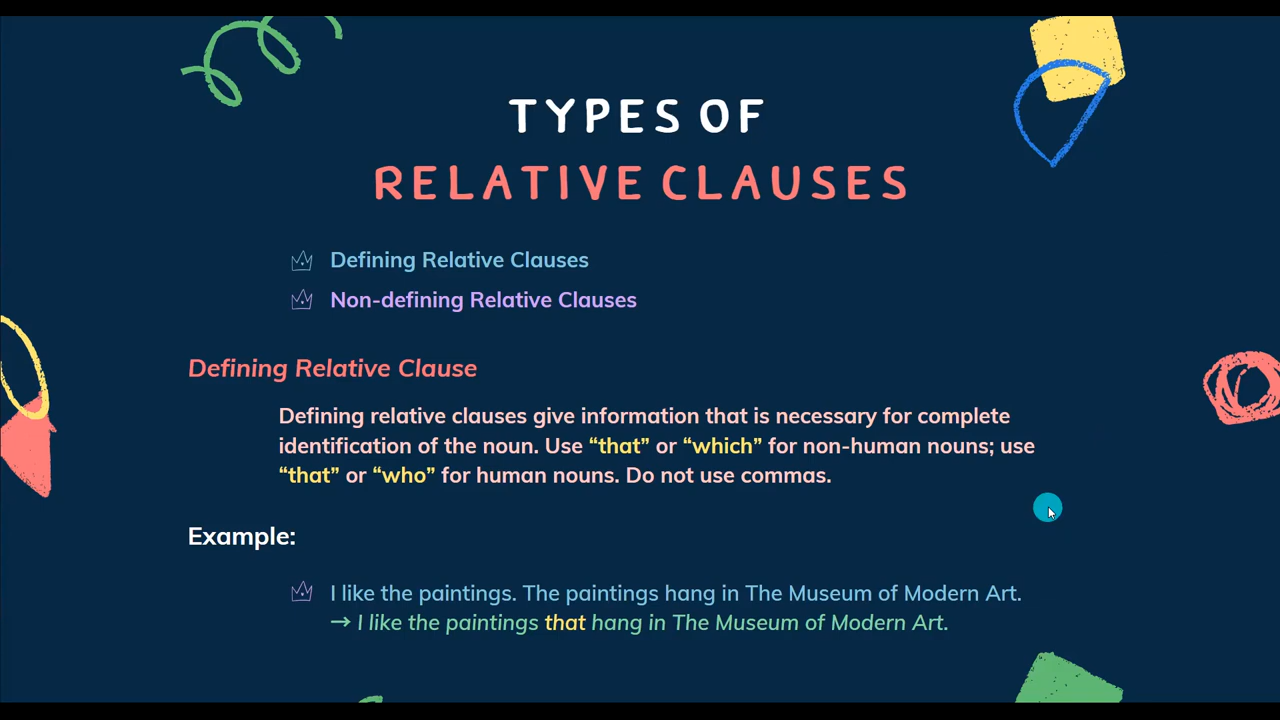 TYPES OF
RELATIVE CLAUSES
Defining Relative Clauses
Non-defining Relative Clauses
Defining Relative Clause
Defining relative clauses give information that is necessary for complete
identification of the noun. Use “that” or “which” for non-human nouns; use
“that” or “who” for human nouns. Do not use commas.
Example:
I like the paintings. The paintings hang in The Museum of Modern Art.
→ I like the paintings that hang in The Museum of Modern Art.